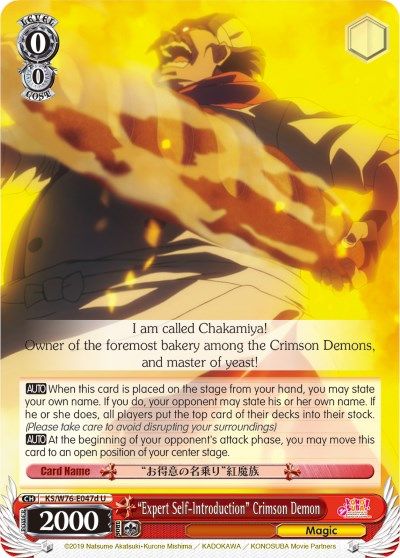 LEVEL
0
0
COST
I am called Chakamiya!
Owner of the foremost bakery among the Crimson Demons,
and master of yeast!
AUTO When this card is placed on the stage from your hand, you may state
your own name. If you do, your opponent may state his or her own name. If
he or she does, all players put the top card of their decks into their stock.
(Please take care to avoid disrupting your surroundings)
AUTO At the beginning of your opponent's attack phase, you may move this
card to an open position of your center stage.
Card Name "お得意の名乗り"紅魔族
CH KS/W76-E047d U
"Expert Self-Introduction" Crimson Demon
POWER
2000
SOUL
Magic
©2019 Natsume Akatsuki・Kurone Mishima / KADOKAWA / KONOSUBA Movie Partners